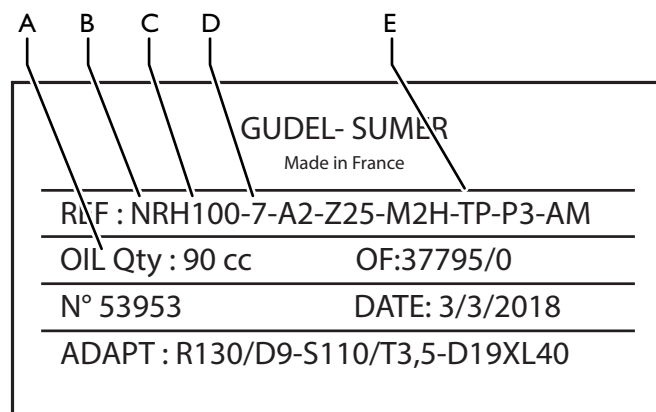 A B C D E
GUDEL- SUMER
Made in France
REF : NRH100-7-A2-Z25-M2H-TP-P3-AM
OIL Qty : 90 cc OF:37795/0
N° 53953 DATE: 3/3/2018
ADAPT : R130/D9-S110/T3,5-D19XL40